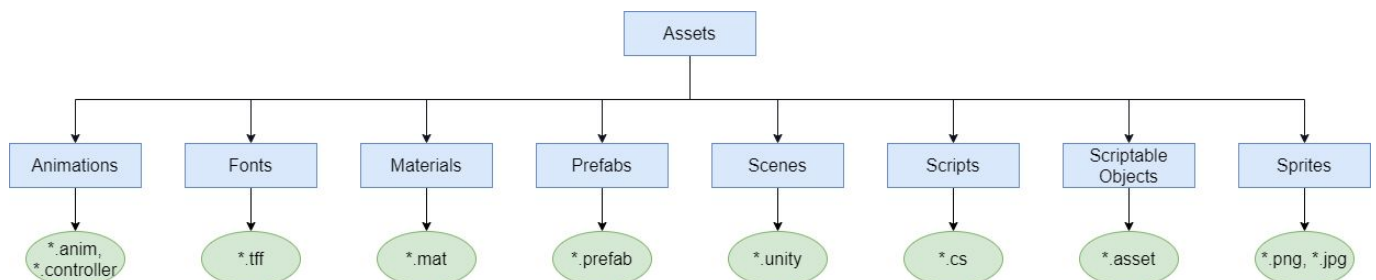 Assets
Animations
Fonts
Materials
Prefabs
Scenes
Scripts
Scriptable
Objects
Sprites
*.anim,
*.controller
*.tff
*.mat
*.prefab
*.unity
*.cs
*.asset
*.png, *.jpg